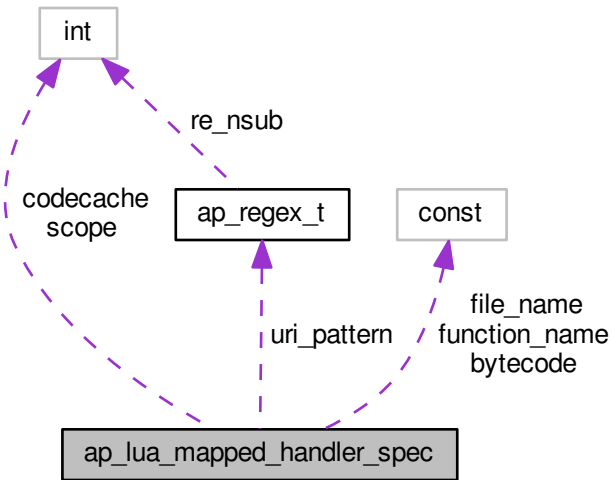 int
re_nsub
codecache
scope
ap_regex_t
const
uri_pattern
file_name
function_name
bytecode
ap_lua_mapped_handler_spec